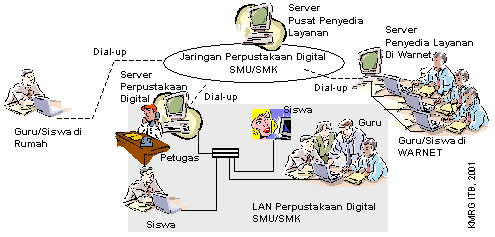 Server
Pusat Penyedia
Layanan
Server
Penyedia Layanan
Di Warnet
Dial-up
Jaringan Perpustakaan Digital
SMU/SMK
Server
Perpustakaan
Digital
Dial-up
Dial-up
Guru/Siswa di
Rumah
Siswa
Guru
Petugas
Guru/Siswa di
WARNET
Siswa
LAN Perpustakaan Digital
SMU/SMK
KMRG ITB, 2001